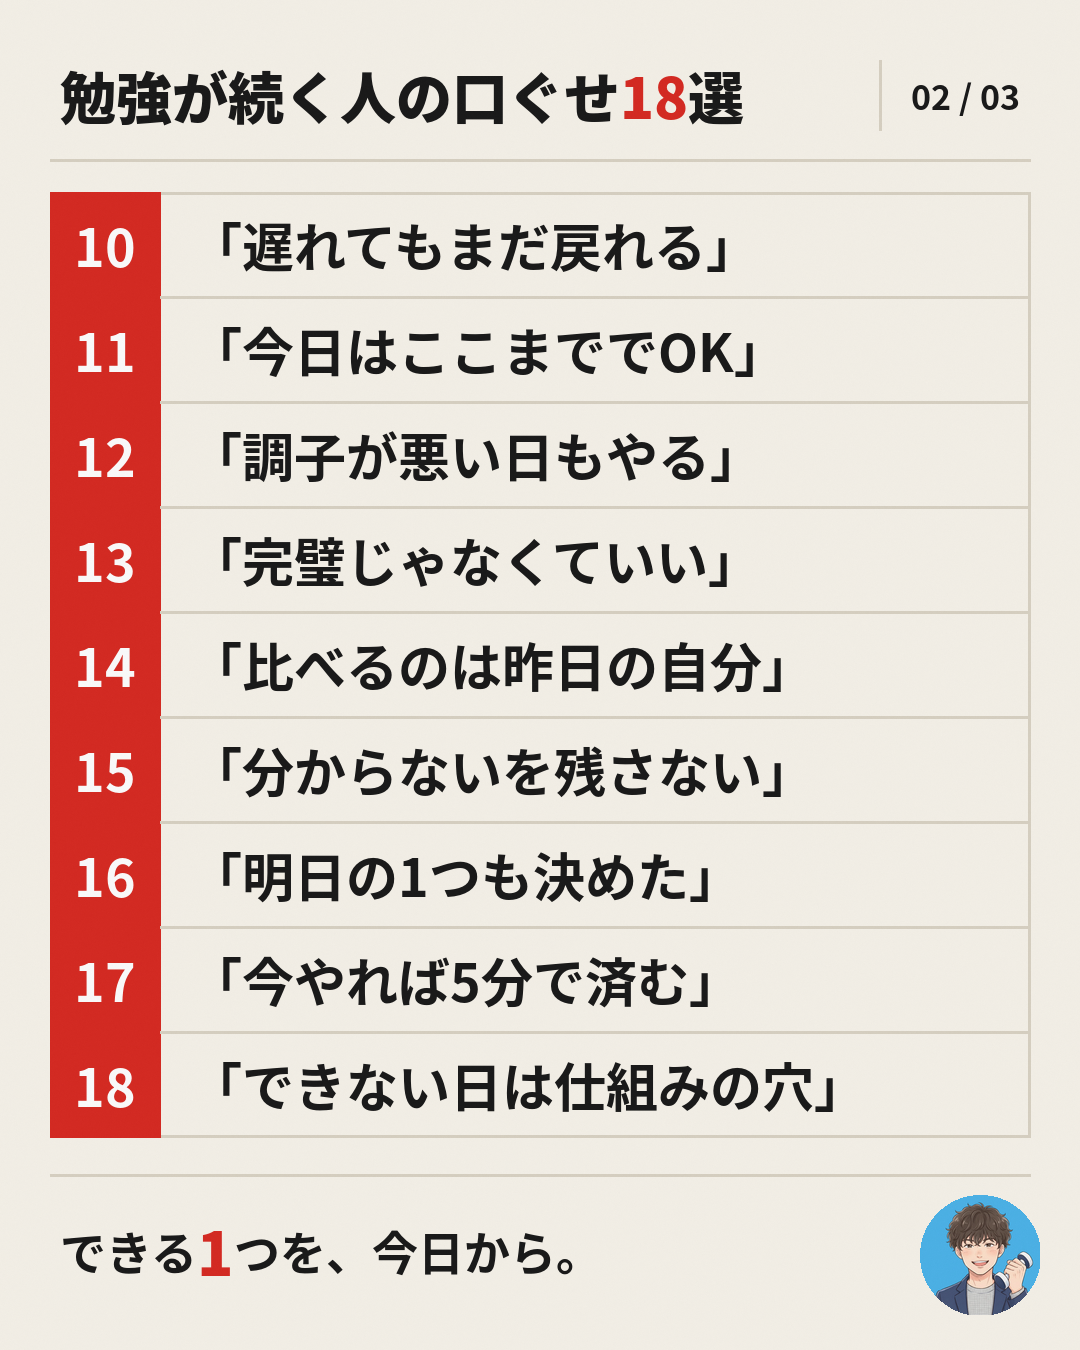 勉強が続く人の口ぐせ18選
02 / 03
10 「遅れてもまだ戻れる」
11 「今日はここまででOK」
12 「調子が悪い日もやる」
13 「完璧じゃなくていい」
14 「比べるのは昨日の自分」
15 「分からないを残さない」
16 「明日の1つも決めた」
17 「今やれば5分で済む」
18 「できない日は仕組みの穴」
できる1つを、今日から。